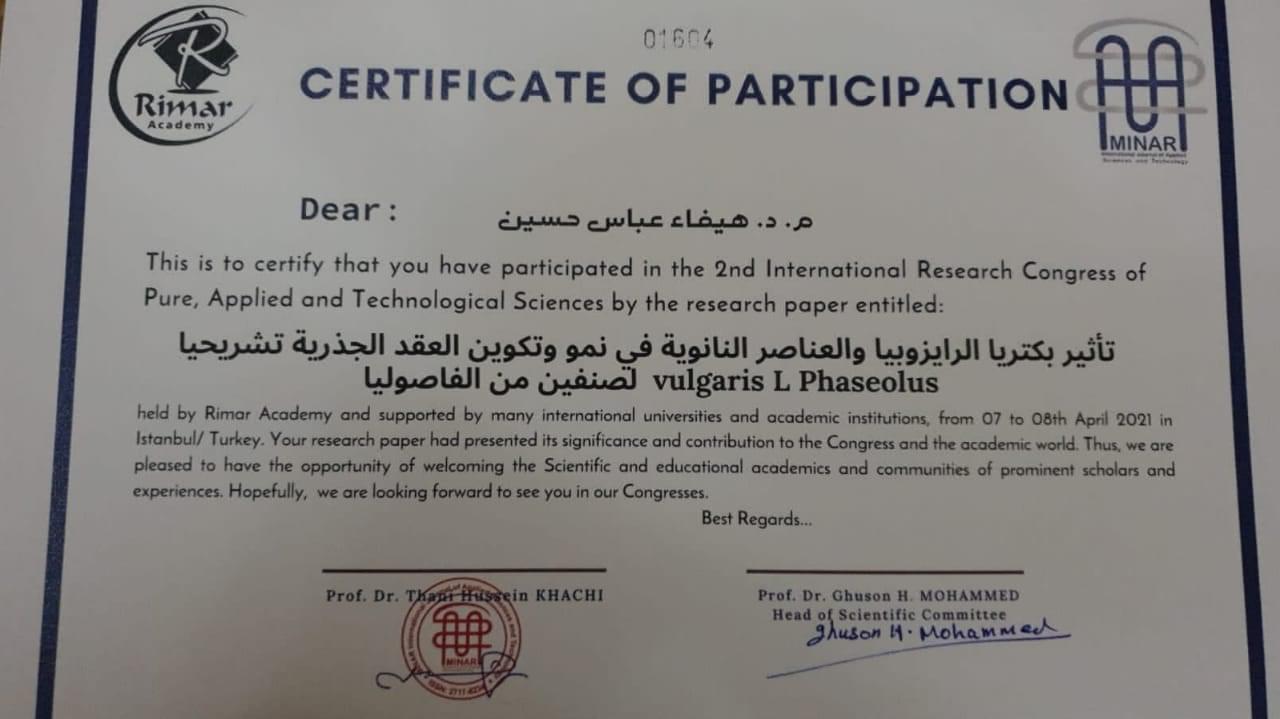 01604
Rimar
Academy
CERTIFICATE OF PARTICIPATION
MINAR
International Journal of Applied
Sciences and Technology
Dear :
م. د. هيفاء عباس حسين
This is to certify that you have participated in the 2nd International Research Congress of
Pure, Applied and Technological Sciences by the research paper entitled:
تأثير بكتريا الرايزوبيا والعناصر النانوية في نمو وتكوين العقد الجذرية تشريحيا
لصنفين من الفاصوليا vulgaris L Phaseolus
held by Rimar Academy and supported by many international universities and academic institutions, from 07 to 08th April 2021 in
Istanbul/ Turkey. Your research paper had presented its significance and contribution to the Congress and the academic world. Thus, we are
pleased to have the opportunity of welcoming the Scientific and educational academics and communities of prominent scholars and
experiences. Hopefully, we are looking forward to see you in our Congresses.
Best Regards...
Prof. Dr. Thani Hussein KHACHI
MINAR
Prof. Dr. Ghuson H. MOHAMMED
Head of Scientific Committee
ghuson H. Mohammed